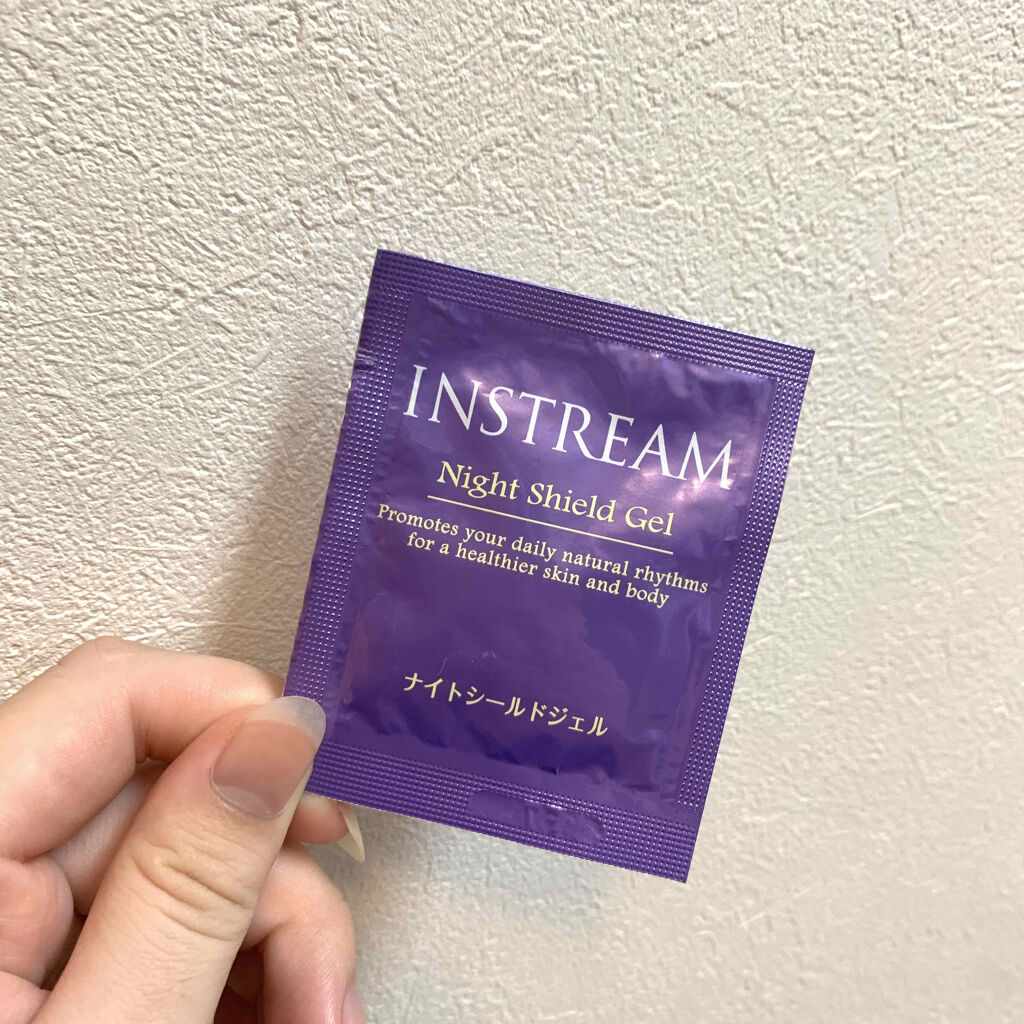 INSTREAM
Night Shield Gel
Promotes your daily natural rhythms
for a healthier skin and body
ナイトシールドジェル